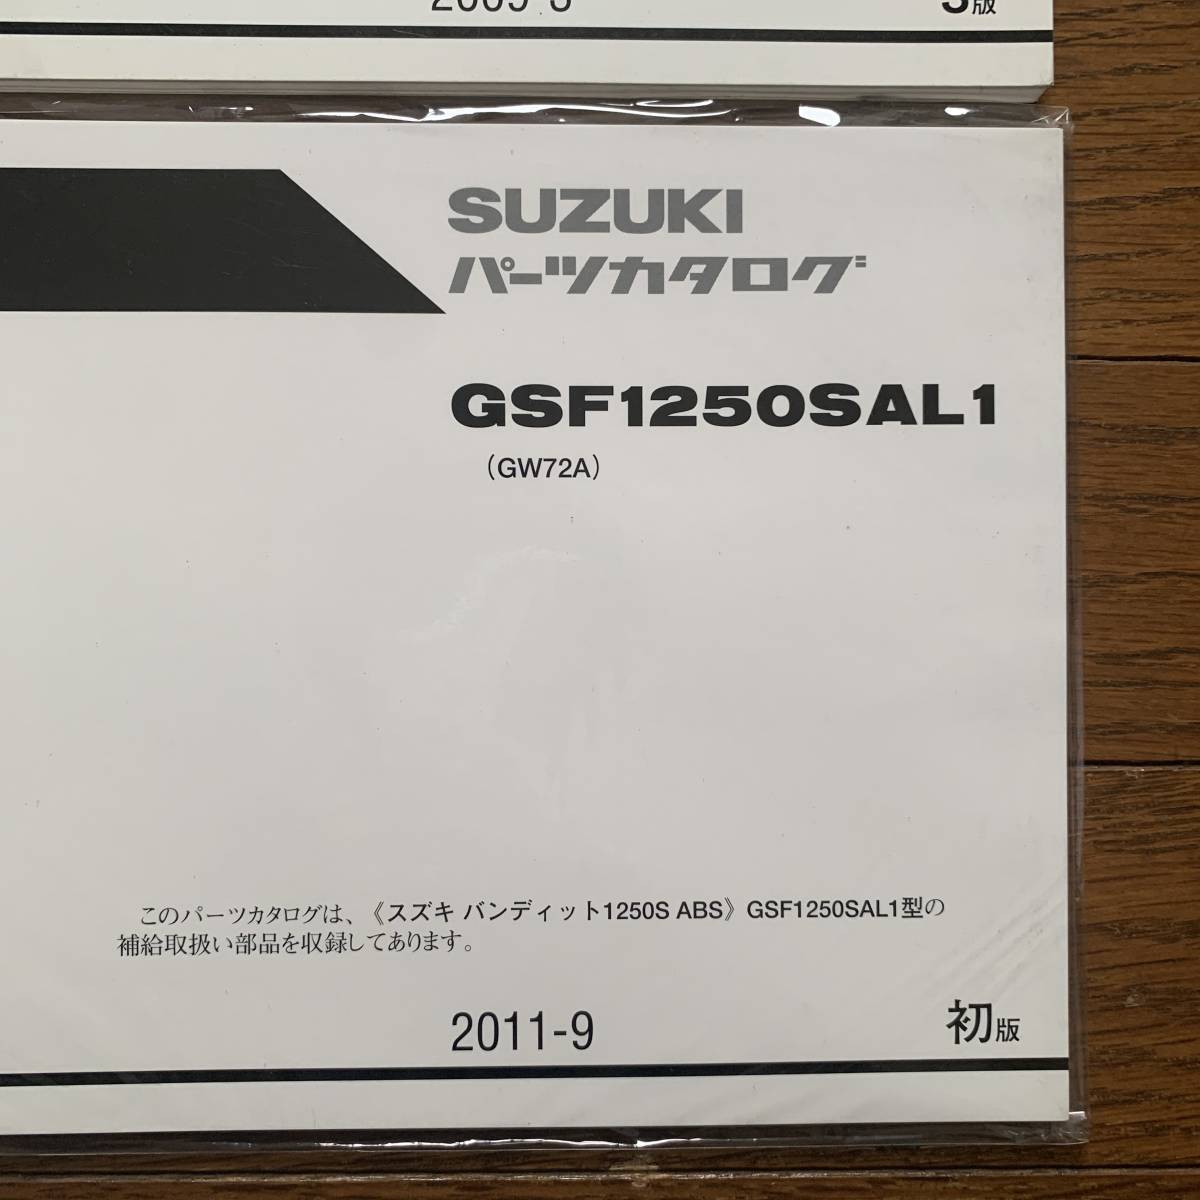 SUZUKI
パーツカタログ
GSF1250SAL1
(GW72A)
このパーツカタログは、《スズキ バンディット1250S ABS》GSF1250SAL1型の
補給取扱い部品を収録してあります。
2011-9 初版